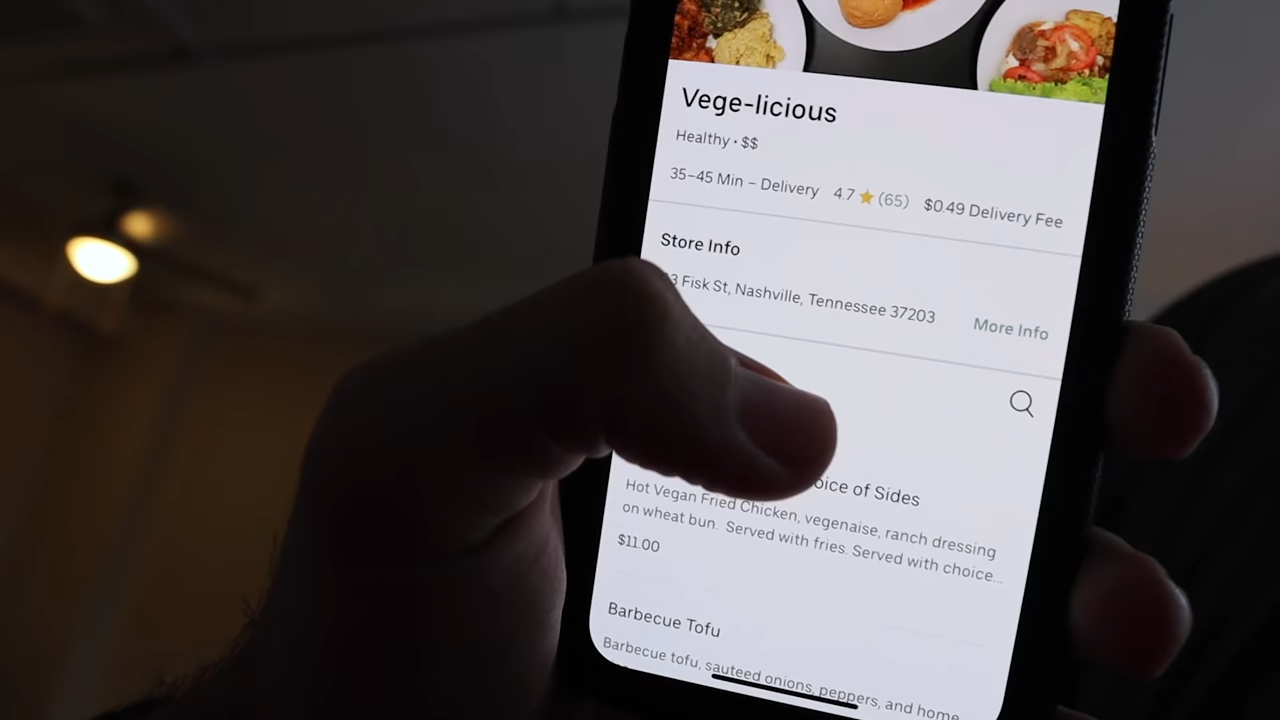 Vege-licious
Healthy • $$
35–45 Min – Delivery 4.7 ★ (65) $0.49 Delivery Fee
Store Info
3 Fisk St, Nashville, Tennessee 37203
More Info
oice of Sides
Hot Vegan Fried Chicken, vegenaise, ranch dressing
on wheat bun. Served with fries. Served with choice...
$11.00
Barbecue Tofu
Barbecue tofu, sauteed onions, peppers, and home